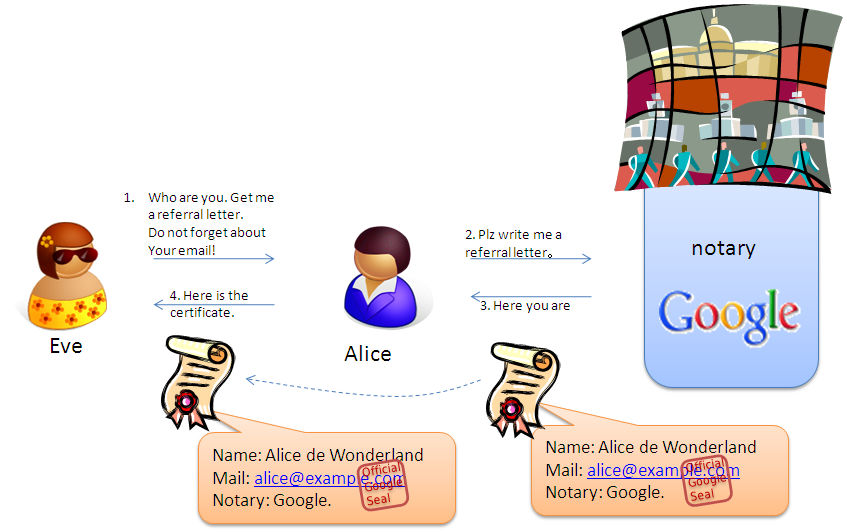 1. Who are you. Get me
a referral letter.
Do not forget about
Your email!
2. Plz write me a
referral letter。
notary
4. Here is the
certificate.
3. Here you are
Google
Eve
Alice
Name: Alice de Wonderland
Mail: alice@example.com
Notary: Google.
Official
Google
Seal
Name: Alice de Wonderland
Mail: alice@example.com
Notary: Google.
Official
Google
Seal